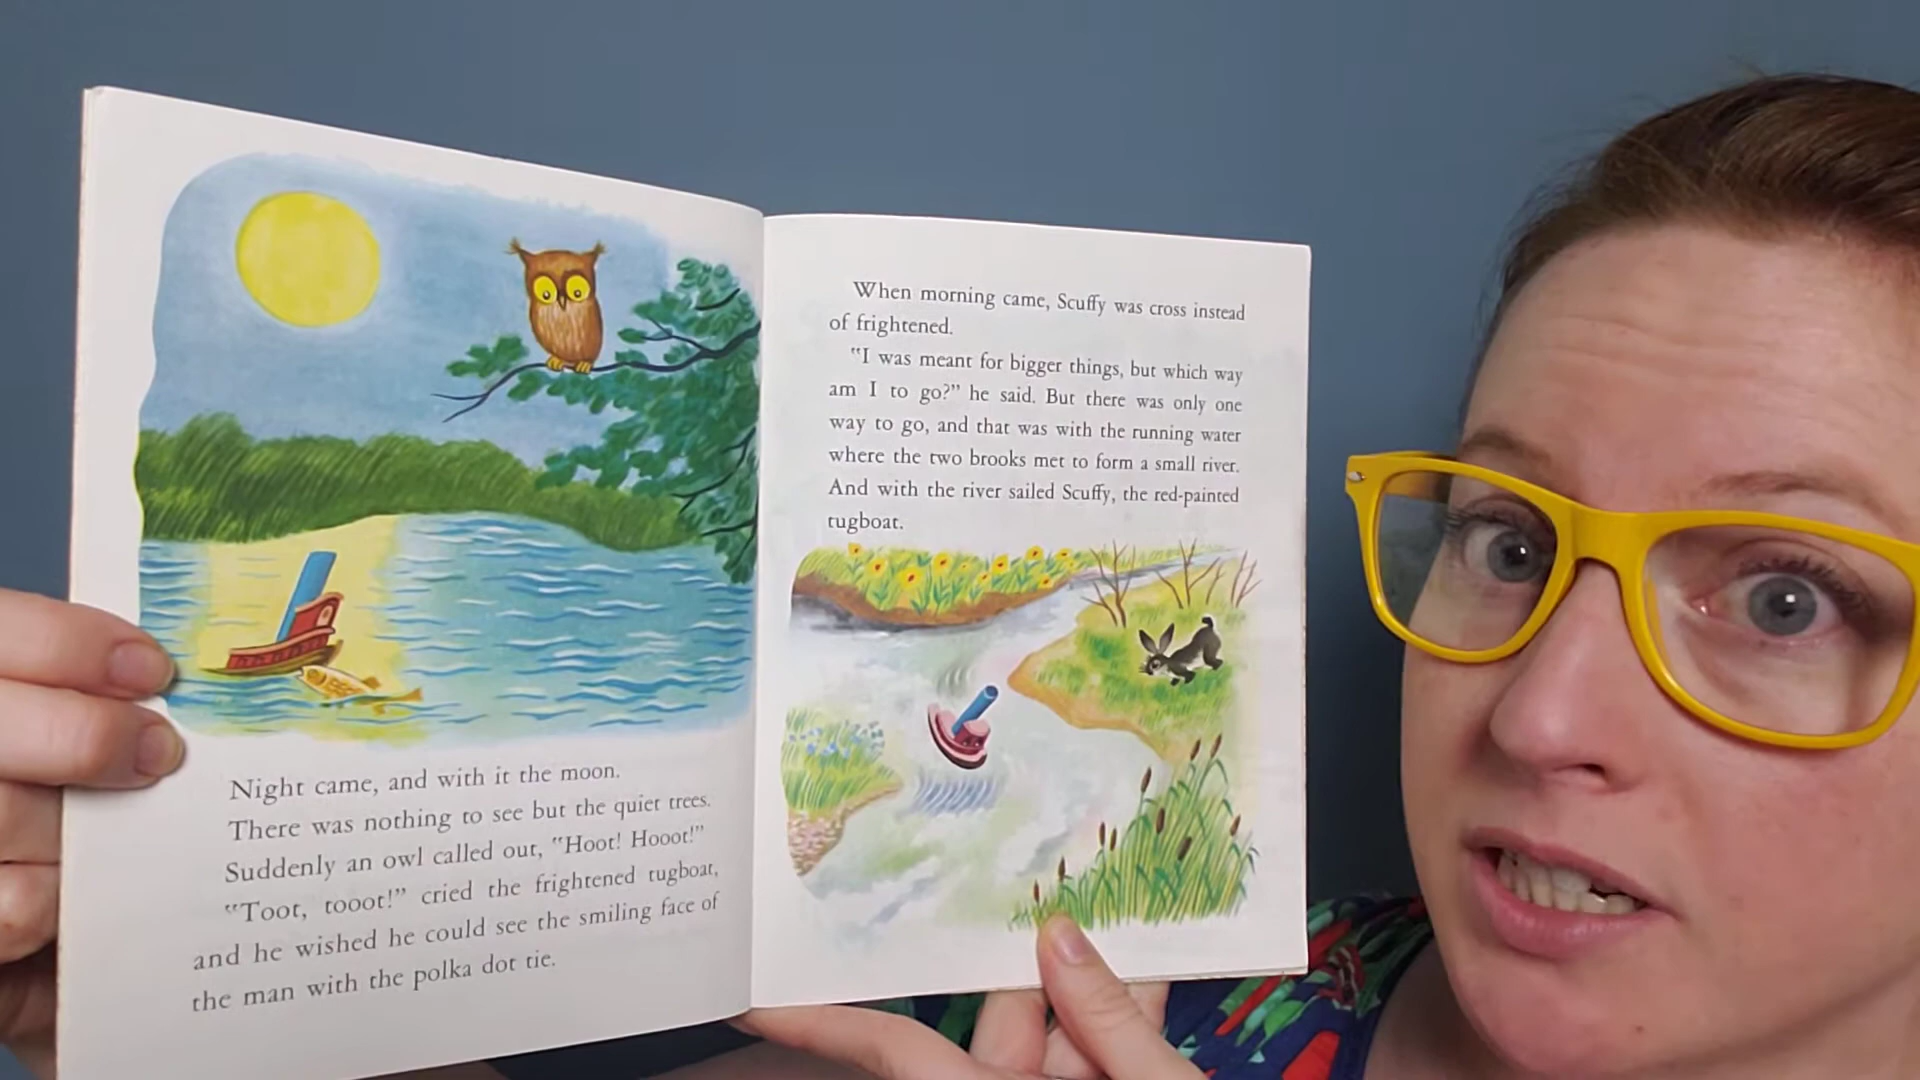 Night came, and with it the moon.
There was nothing to see but the quiet trees.
Suddenly an owl called out, "Hoot! Hooot!"
"Toot, tooot!" cried the frightened tugboat,
and he wished he could see the smiling face of
the man with the polka dot tie.
When morning came, Scuffy was cross instead
of frightened.
"I was meant for bigger things, but which way
am I to go?" he said. But there was only one
way to go, and that was with the running water
where the two brooks met to form a small river.
And with the river sailed Scuffy, the red-painted
tugboat.